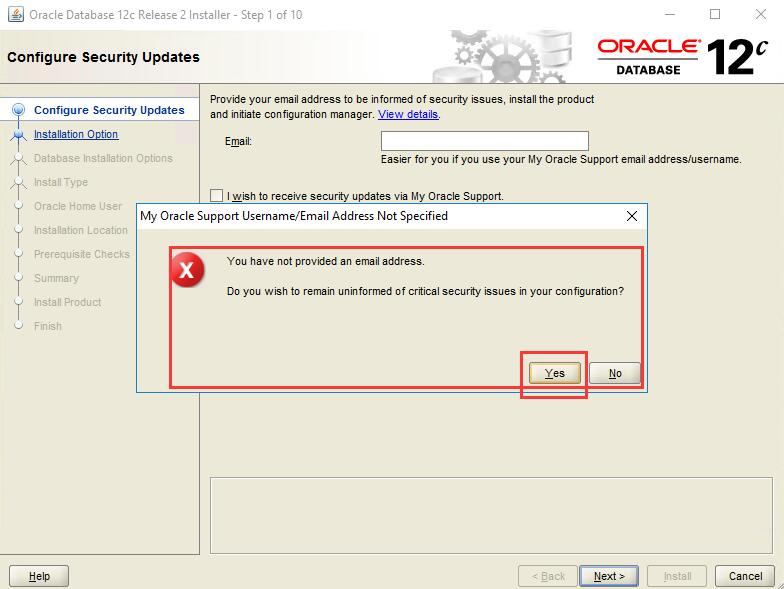 Oracle Database 12c Release 2 Installer - Step 1 of 10
Configure Security Updates
ORACLE
DATABASE
12c
Configure Security Updates
Installation Option
Database Installation Options
Install Type
Oracle Home User
Installation Location
Prerequisite Checks
Summary
Install Product
Finish
Provide your email address to be informed of security issues, install the product
and initiate configuration manager. View details.
Email:
Easier for you if you use your My Oracle Support email address/username.
I wish to receive security updates via My Oracle Support.
My Oracle Support Username/Email Address Not Specified
You have not provided an email address.
Do you wish to remain uninformed of critical security issues in your configuration?
Yes
No
Help
< Back
Next >
Install
Cancel